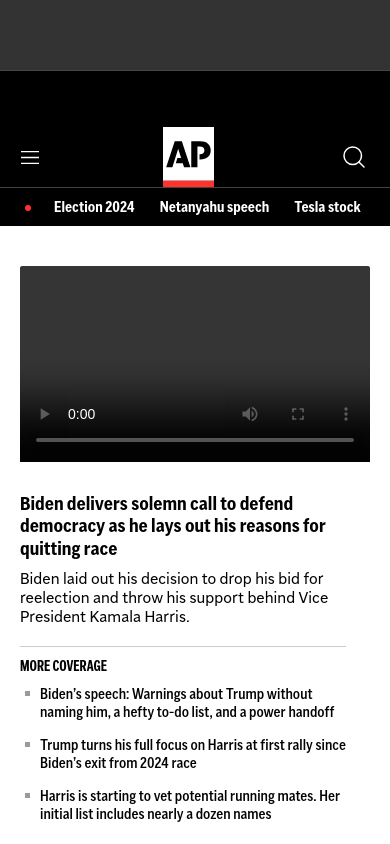 AP
Election 2024 Netanyahu speech Tesla stock
0:00
Biden delivers solemn call to defend
democracy as he lays out his reasons for
quitting race
Biden laid out his decision to drop his bid for
reelection and throw his support behind Vice
President Kamala Harris.
MORE COVERAGE
Biden’s speech: Warnings about Trump without
naming him, a hefty to-do list, and a power handoff
Trump turns his full focus on Harris at first rally since
Biden’s exit from 2024 race
Harris is starting to vet potential running mates. Her
initial list includes nearly a dozen names